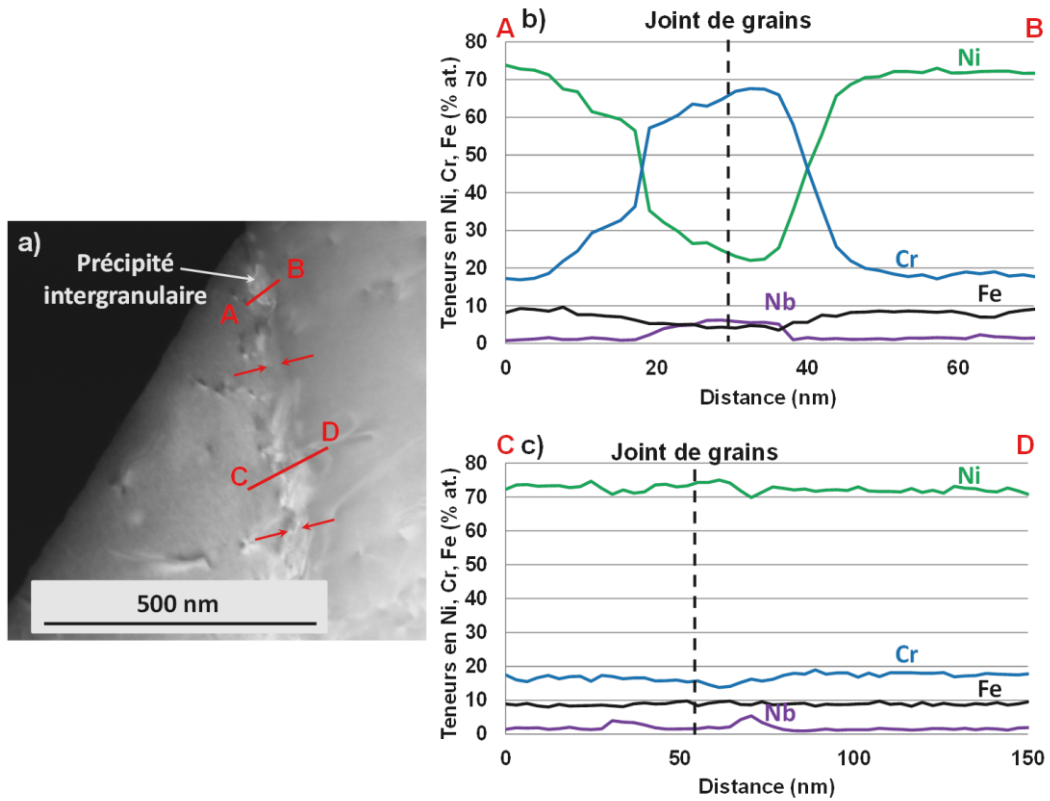 a)
Précipité
intergranulaire
A
B
C
D
500 nm
A b) Joint de grains B
Teneurs en Ni, Cr, Fe (% at.)
80
70
60
50
40
30
20
10
0
Ni
Cr
Fe
Nb
0 20 40 60
Distance (nm)
C c) Joint de grains D
Teneurs en Ni, Cr, Fe (% at.)
80
70
60
50
40
30
20
10
0
Ni
Cr
Fe
Nb
0 50 100 150
Distance (nm)